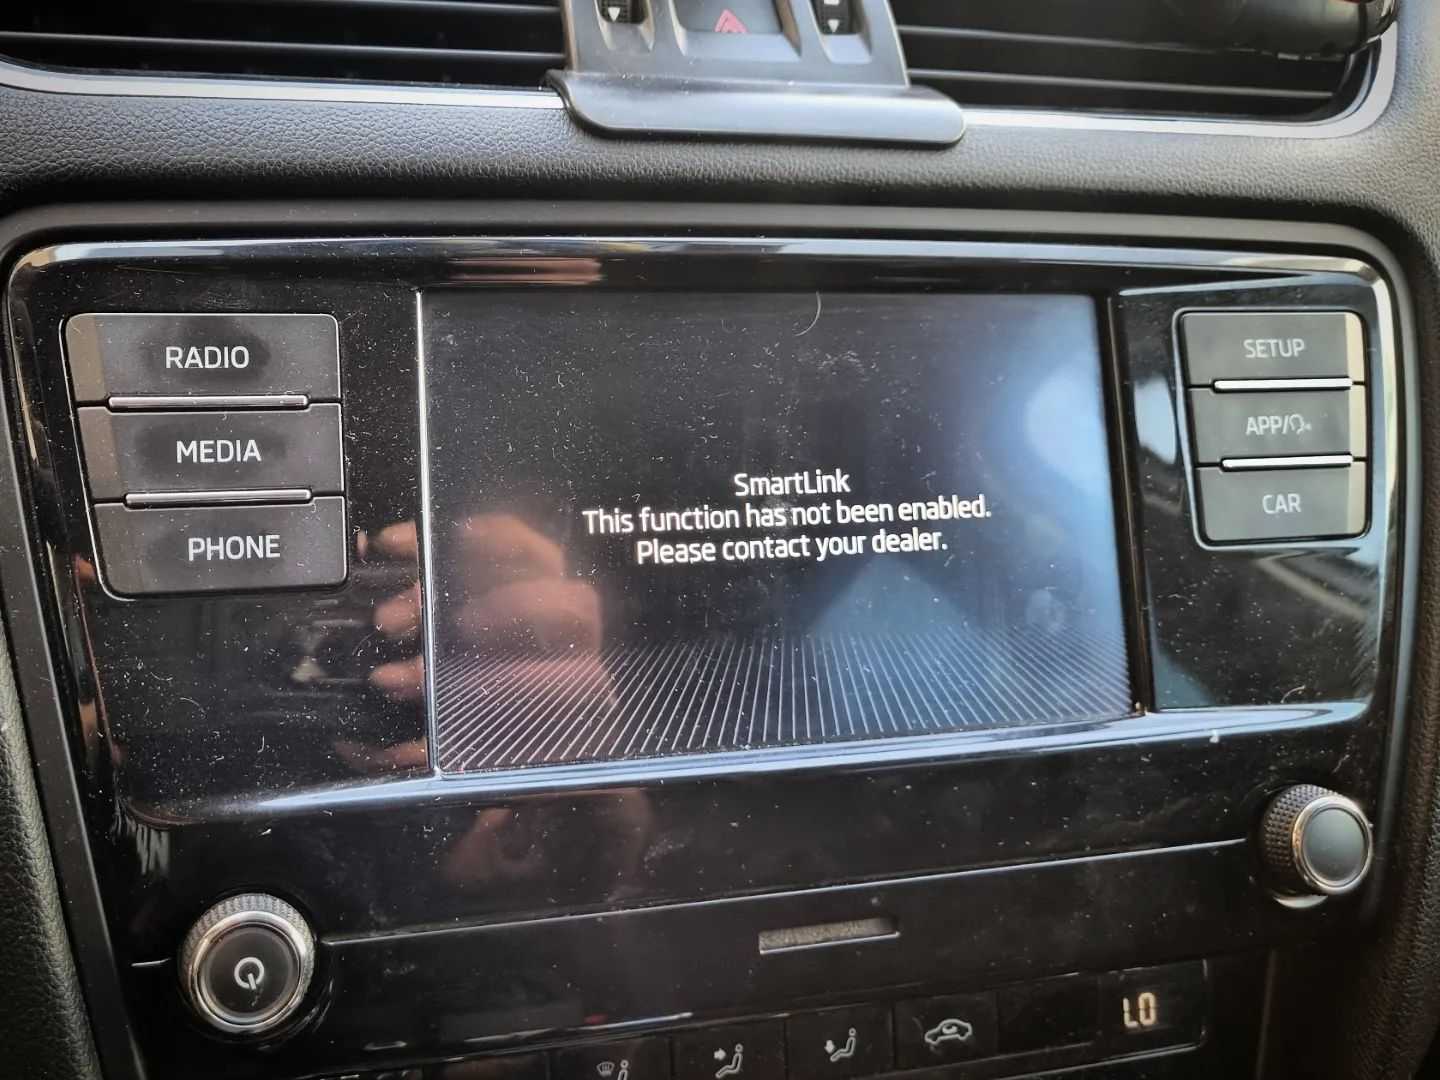 RADIO
MEDIA
PHONE
SmartLink
This function has not been enabled.
Please contact your dealer.
SETUP
APP/
CAR
LO